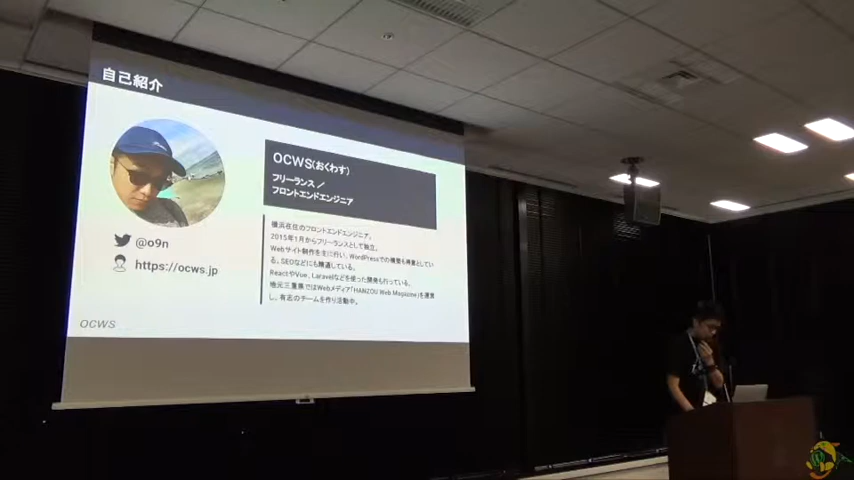 自己紹介
OCWS(おくわす)
フリーランス／
フロントエンドエンジニア
横浜在住のフロントエンドエンジニア。
2015年1月からフリーランスとして独立。
Webサイト制作を主に行い、WordPressでの構築も得意としてい
る。SEOなどにも精通している。
ReactやVue、Laravelなどを使った開発も行っている。
地元三重県ではWebメディア「HANZOU Web Magazine」を運営
し、有志のチームを作り活動中。
@o9n
https://ocws.jp
OCWS